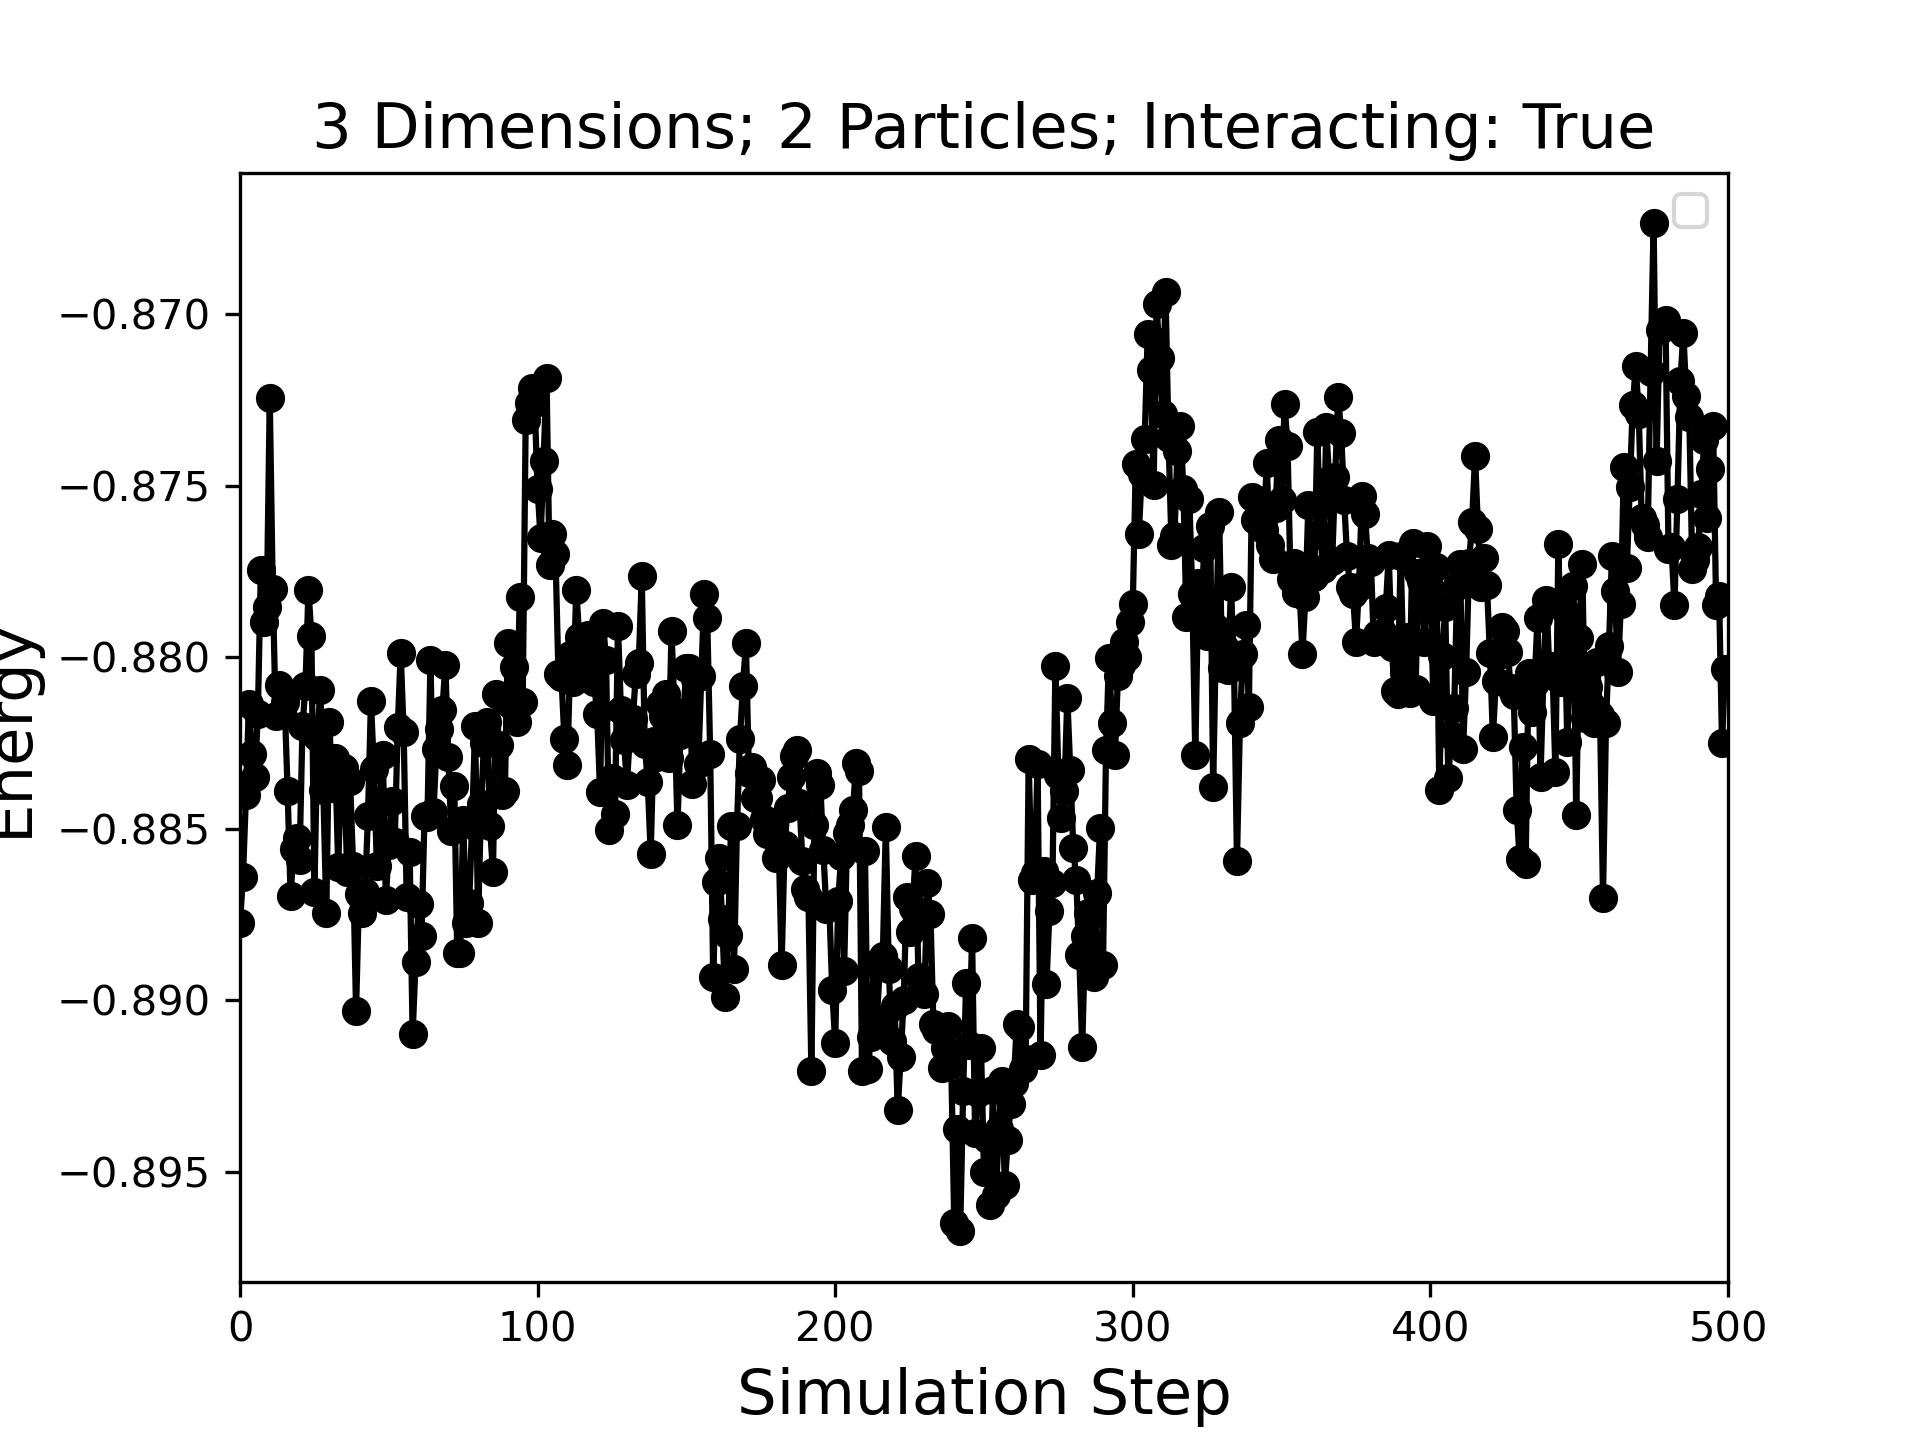 3 Dimensions; 2 Particles; Interacting: True
Energy
−0.870
−0.875
−0.880
−0.885
−0.890
−0.895
0 100 200 300 400 500
Simulation Step